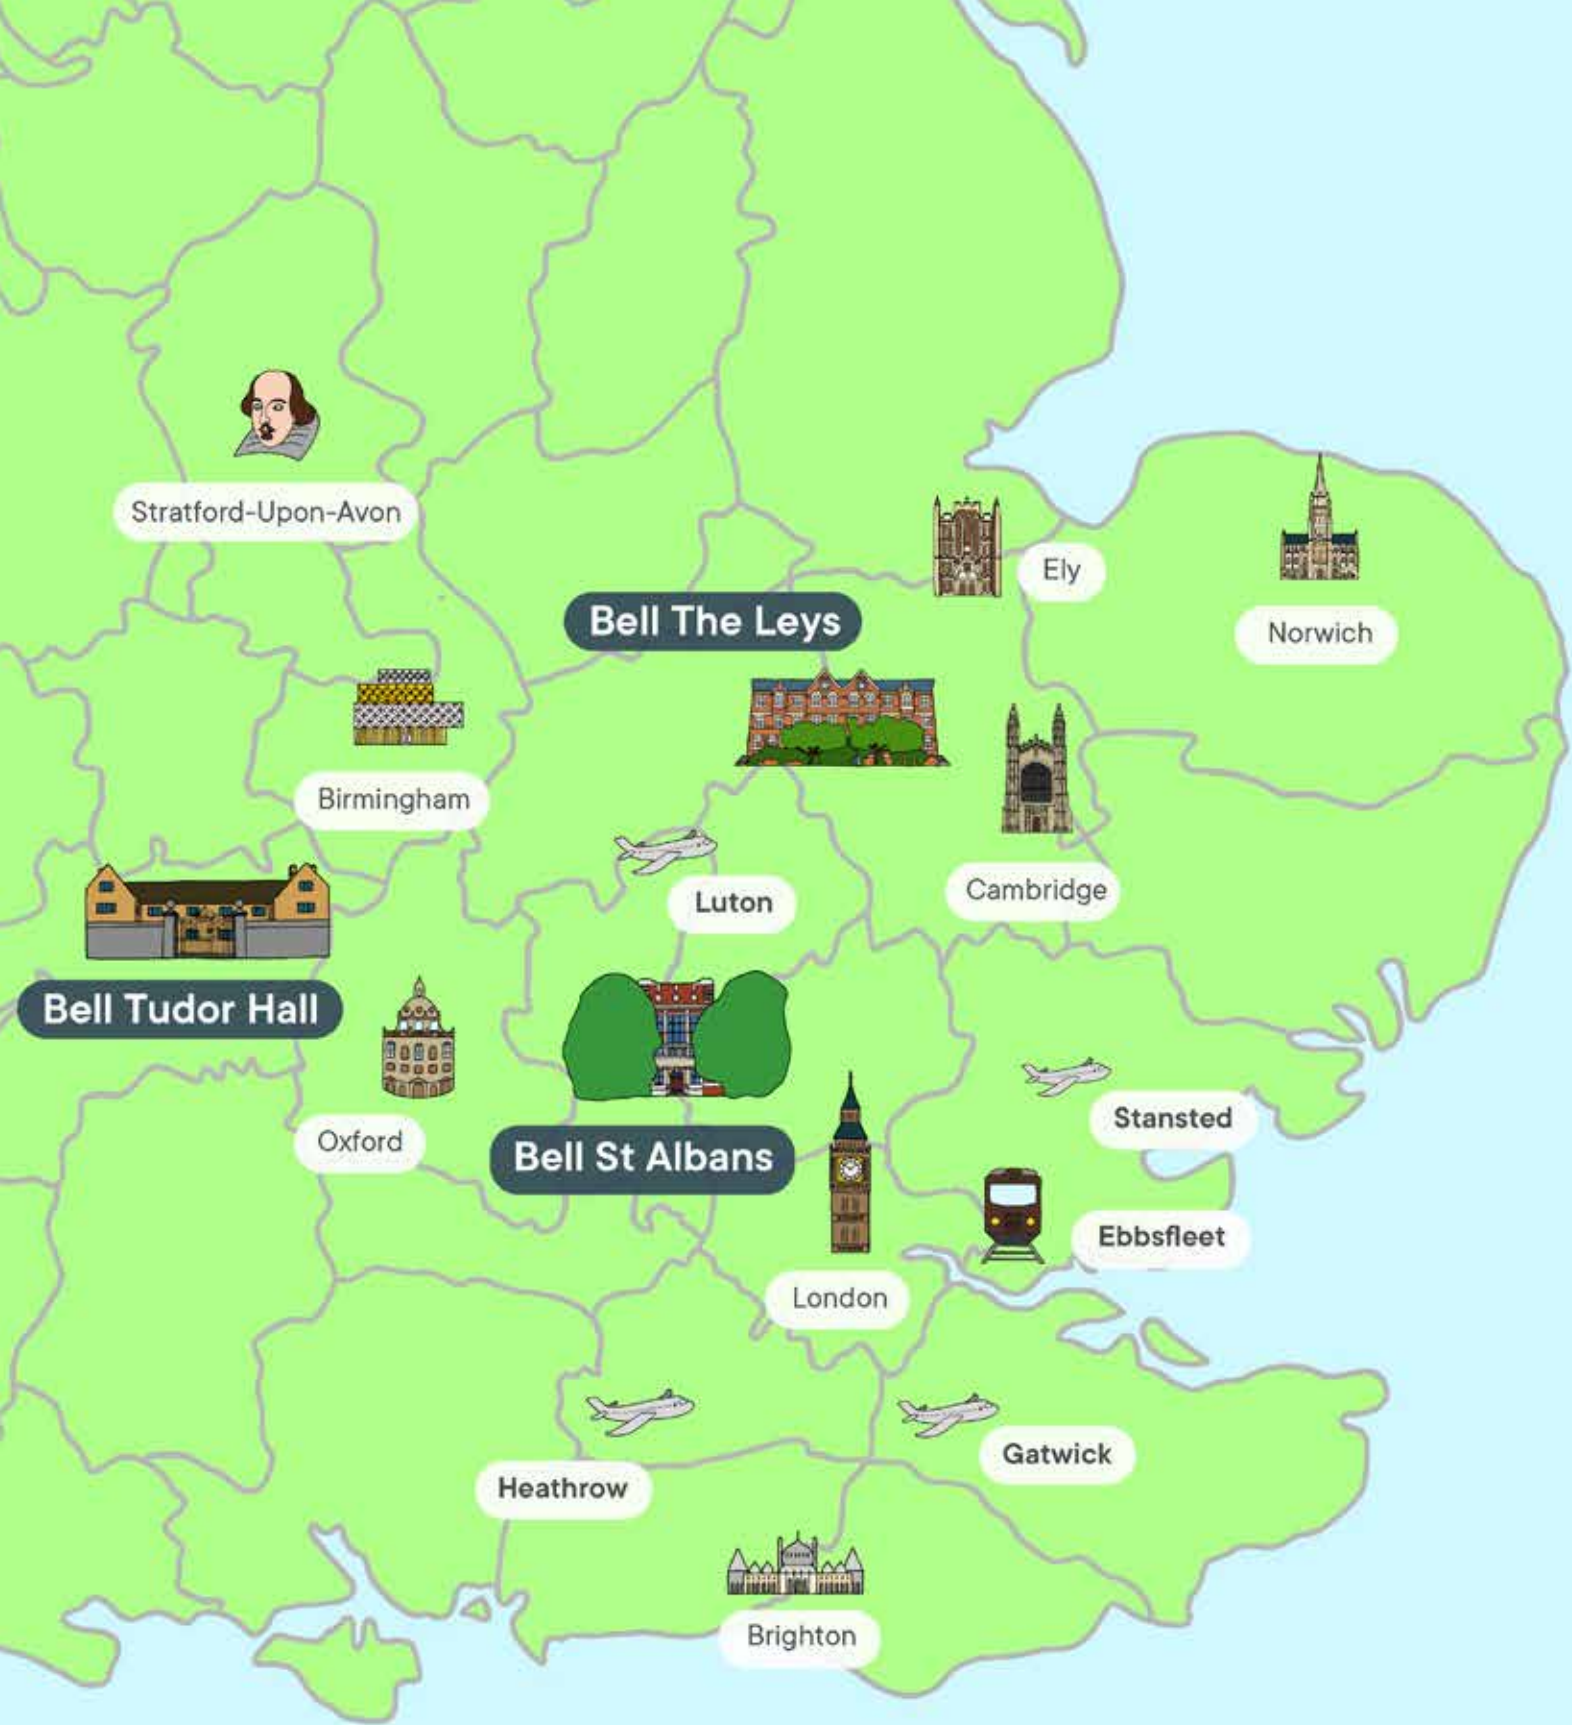 Stratford-Upon-Avon
Ely
Bell The Leys
Norwich
Birmingham
Cambridge
Luton
Bell Tudor Hall
Oxford
Bell St Albans
Stansted
Ebbsfleet
London
Gatwick
Heathrow
Brighton